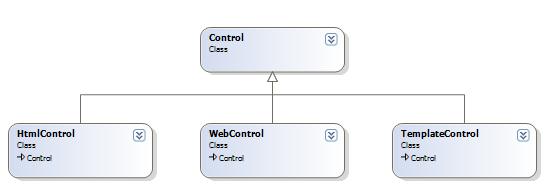 Control
Class
HtmlControl
Class
Control
WebControl
Class
Control
TemplateControl
Class
Control